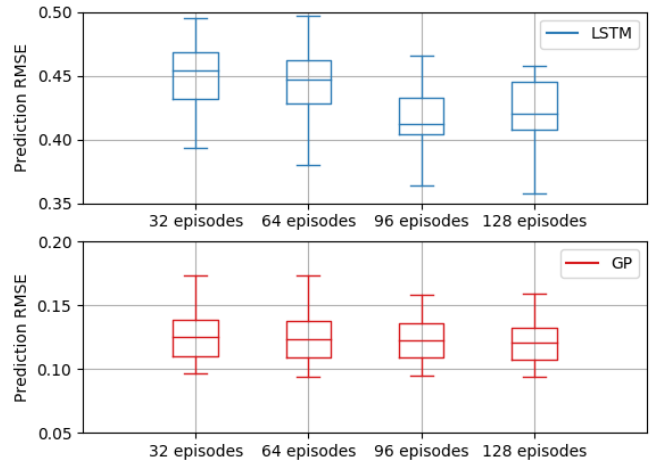 0.50
LSTM
0.45
0.40
0.35
Prediction RMSE
32 episodes 64 episodes 96 episodes 128 episodes
0.20
GP
0.15
0.10
0.05
Prediction RMSE
32 episodes 64 episodes 96 episodes 128 episodes